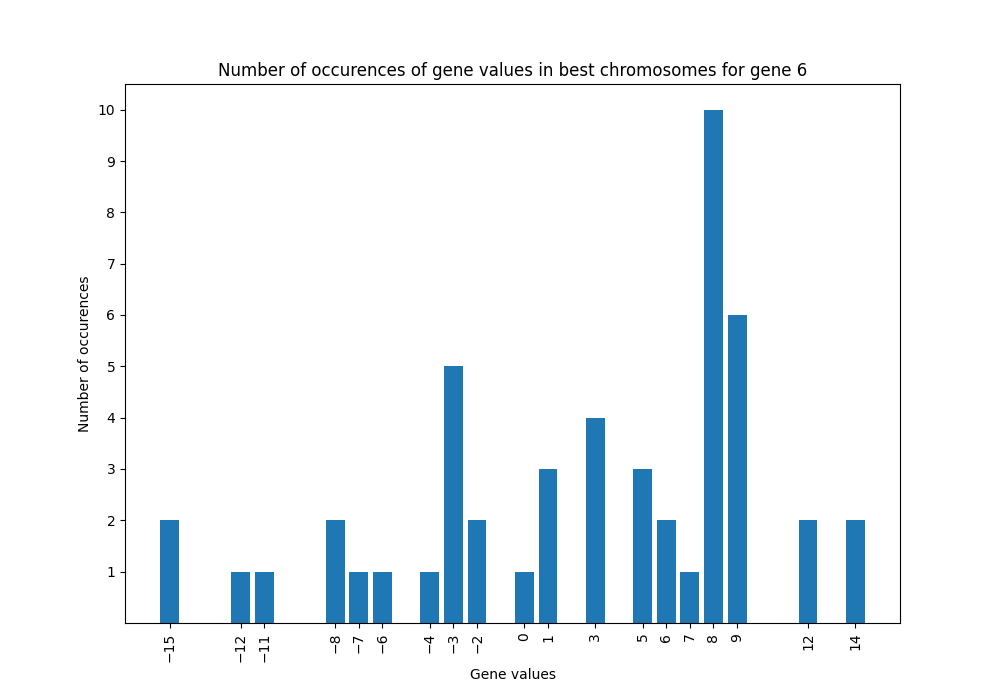 Number of occurences of gene values in best chromosomes for gene 6
10
9
8
7
6
5
4
3
2
1
Number of occurences
−15 −12 −11 −8 −7 −6 −4 −3 −2 0 1 3 5 6 7 8 9 12 14
Gene values